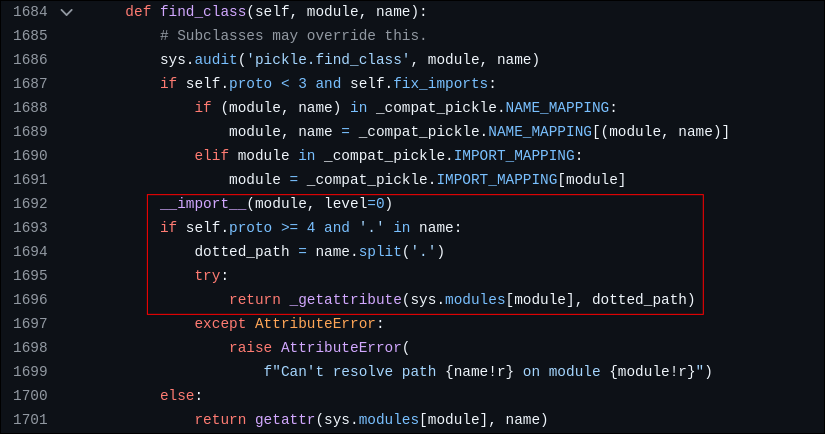 1684 def find_class(self, module, name):
1685 # Subclasses may override this.
1686 sys.audit('pickle.find_class', module, name)
1687 if self.proto < 3 and self.fix_imports:
1688 if (module, name) in _compat_pickle.NAME_MAPPING:
1689 module, name = _compat_pickle.NAME_MAPPING[(module, name)]
1690 elif module in _compat_pickle.IMPORT_MAPPING:
1691 module = _compat_pickle.IMPORT_MAPPING[module]
1692 __import__(module, level=0)
1693 if self.proto >= 4 and '.' in name:
1694 dotted_path = name.split('.')
1695 try:
1696 return _getattribute(sys.modules[module], dotted_path)
1697 except AttributeError:
1698 raise AttributeError(
1699 f"Can't resolve path {name!r} on module {module!r}")
1700 else:
1701 return getattr(sys.modules[module], name)